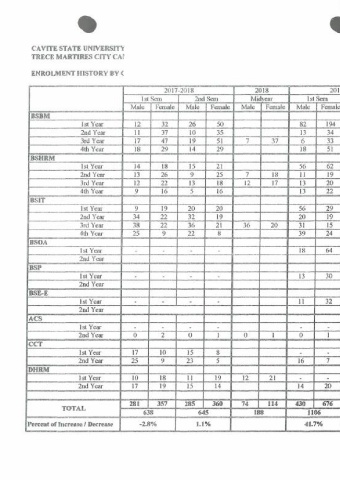 CAVITE STATE UNIVERSITY
TRECE MARTIRES CITY CA
ENROLMENT HISTORY BY C
2017-2018 2018 201
1st Sem 2nd Sem Midyear 1st Sem
Male Female Male Female Male Female Male Female
BSBM
1st Year 12 32 26 50 82 194
2nd Year 11 37 10 35 13 34
3rd Year 17 47 19 51 7 37 6 33
4th Year 18 29 14 29 18 51
BSHRM
1st Year 14 18 15 21 56 62
2nd Year 13 26 9 25 7 18 11 19
3rd Year 12 22 13 18 12 17 13 20
4th Year 9 16 5 16 13 22
BSIT
1st Year 9 19 20 20 56 29
2nd Year 34 22 32 19 20 19
3rd Year 38 22 36 21 36 20 31 15
4th Year 25 9 22 8 39 24
BSOA
1st Year - - - - 18 64
2nd Year
BSP
1st Year - - - - 13 30
2nd Year
BSE-E
1st Year - - - - 11 32
2nd Year
ACS
1st Year - - - - - -
2nd Year 0 2 0 1 0 1 0 1
CCT
1st Year 17 10 15 8 - -
2nd Year 25 9 23 5 16 7
DHRM
1st Year 10 18 11 19 12 21 - -
2nd Year 17 19 15 14 14 20
TOTAL 281 357 285 360 74 114 430 676
638 645 188 1106
Percent of Increase / Decrease -2.8% 1.1% 41.7%